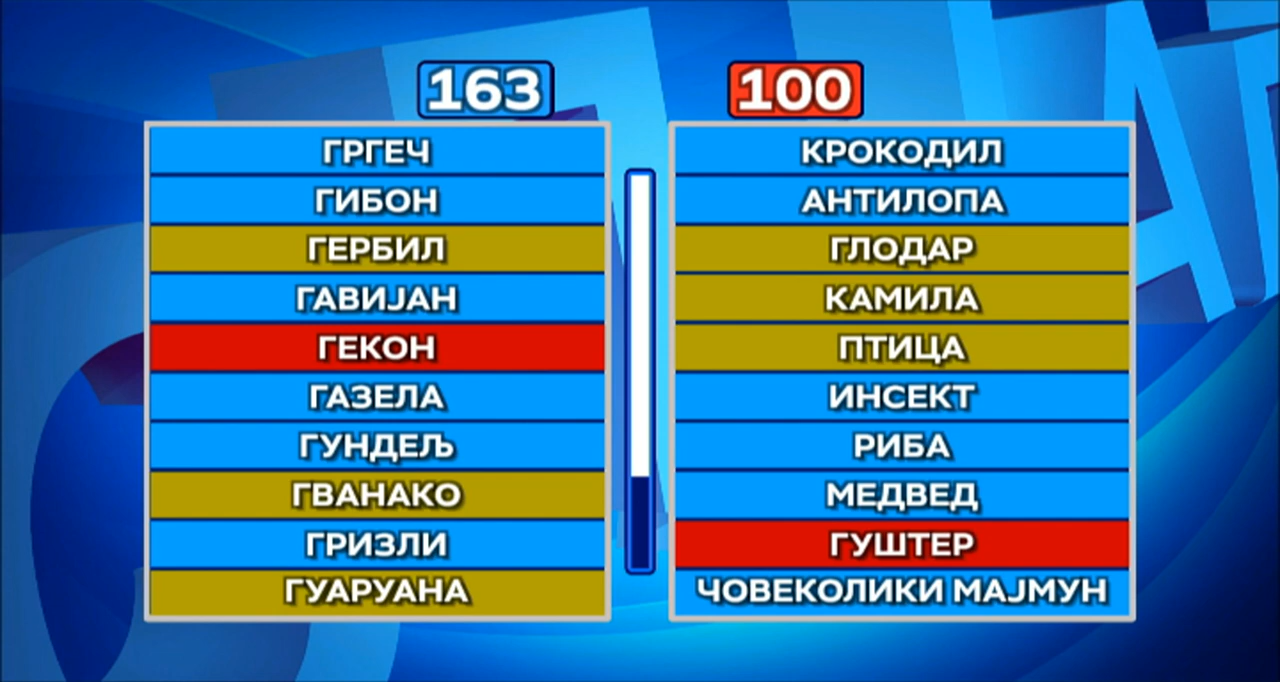 163
100
ГРГЕЧ
ГИБОН
ГЕРБИЛ
ГАВИЈАН
ГЕКОН
ГАЗЕЛА
ГУНДЕЉ
ГВАНАКО
ГРИЗЛИ
ГУАРУАНА
КРОКОДИЛ
АНТИЛОПА
ГЛОДАР
КАМИЛА
ПТИЦА
ИНСЕКТ
РИБА
МЕДВЕД
ГУШТЕР
ЧОВЕКОЛИКИ МАЈМУН